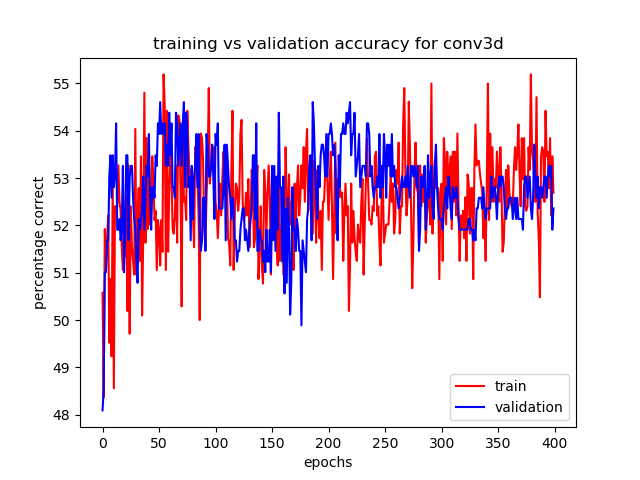 training vs validation accuracy for conv3d
percentage correct
55
54
53
52
51
50
49
48
0 50 100 150 200 250 300 350 400
epochs
train
validation